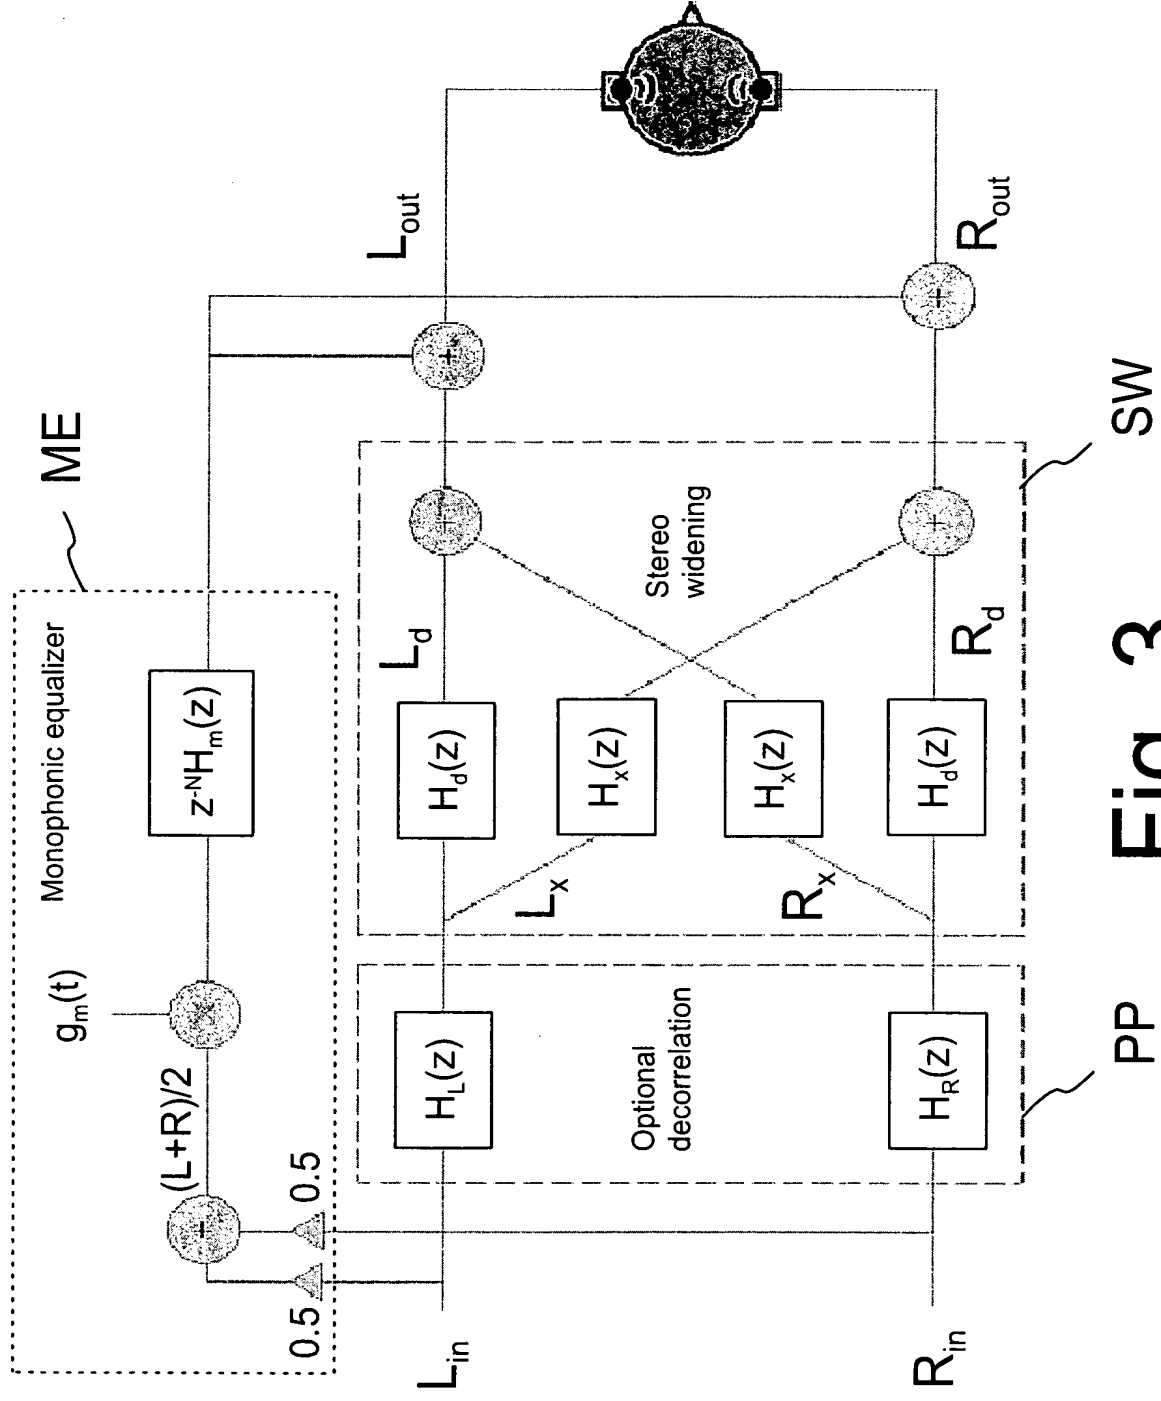 ME
Monophonic equalizer
g_m(t)
(L+R)/2
z^-N H_m(z)
0.5
0.5
L_in
H_L(z)
H_d(z)
L_d
L_out
L_x
H_x(z)
Stereo
widening
Optional
decorrelation
R_x
H_x(z)
R_in
H_R(z)
H_d(z)
R_d
R_out
PP
SW
Fig. 3